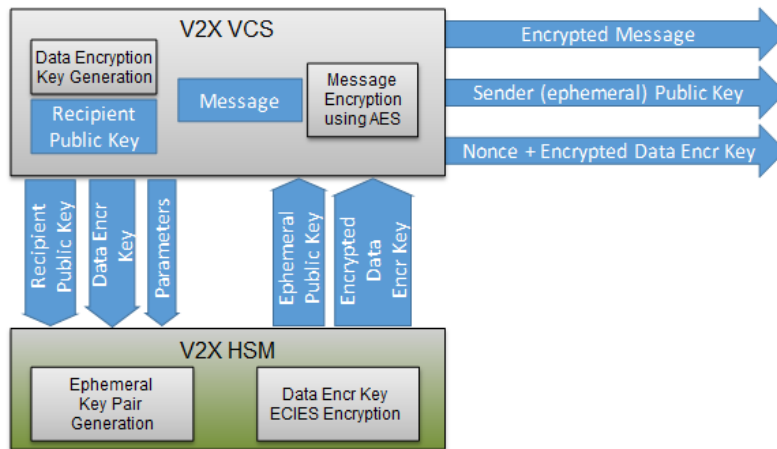 V2X VCS
Data Encryption
Key Generation
Recipient
Public Key
Message
Message
Encryption
using AES
Encrypted Message
Sender (ephemeral) Public Key
Nonce + Encrypted Data Encr Key
Recipient
Public Key
Data Encr
Key
Parameters
Ephemeral
Public Key
Encrypted
Data
Encr Key
V2X HSM
Ephemeral
Key Pair
Generation
Data Encr Key
ECIES Encryption